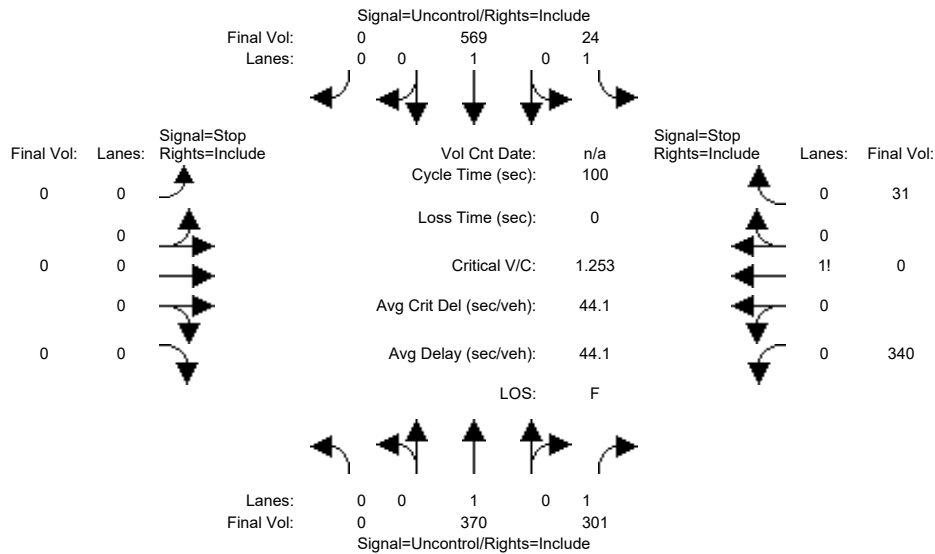 Signal=Uncontrol/Rights=Include
Final Vol: 0 569 24
Lanes: 0 0 1 0 1
Signal=Stop
Final Vol: Lanes: Rights=Include
Vol Cnt Date: n/a
Cycle Time (sec): 100
Signal=Stop
Rights=Include Lanes: Final Vol:
0 0
0 31
Loss Time (sec): 0
0
0
0 0
Critical V/C: 1.253
1! 0
0
Avg Crit Del (sec/veh): 44.1
0
0 0
Avg Delay (sec/veh): 44.1
0 340
LOS: F
Lanes: 0 0 1 0 1
Final Vol: 0 370 301
Signal=Uncontrol/Rights=Include